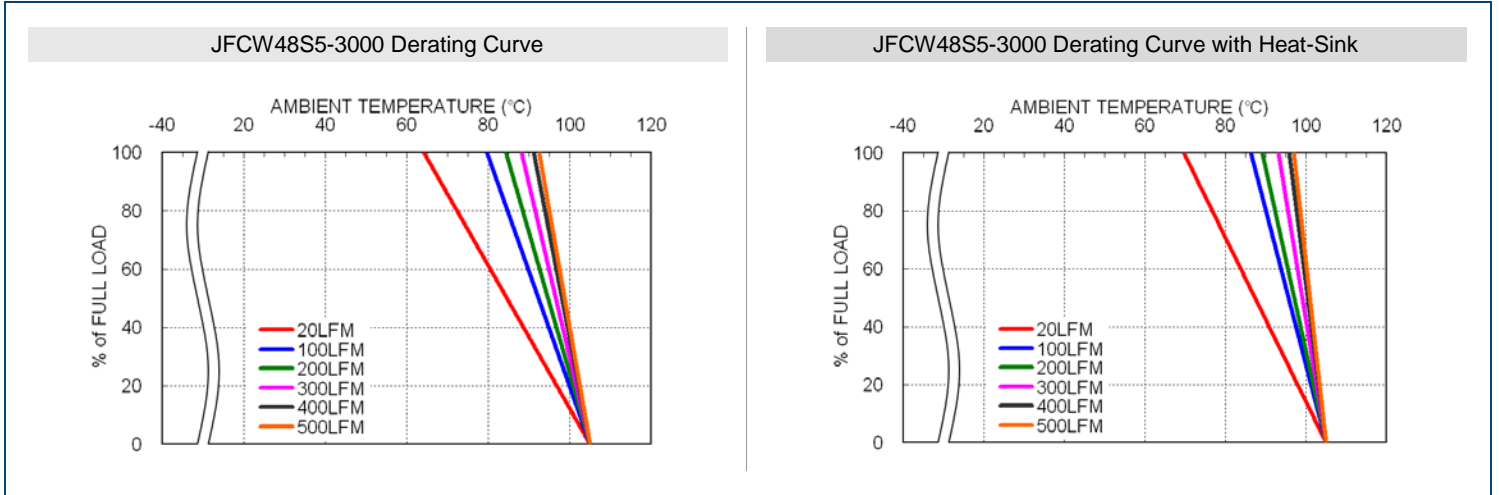 JFCW48S5-3000 Derating Curve
AMBIENT TEMPERATURE (°C)
-40 20 40 60 80 100 120
100
80
60
40
20
0
% of FULL LOAD
20LFM
100LFM
200LFM
300LFM
400LFM
500LFM
JFCW48S5-3000 Derating Curve with Heat-Sink
AMBIENT TEMPERATURE (°C)
-40 20 40 60 80 100 120
100
80
60
40
20
0
% of FULL LOAD
20LFM
100LFM
200LFM
300LFM
400LFM
500LFM